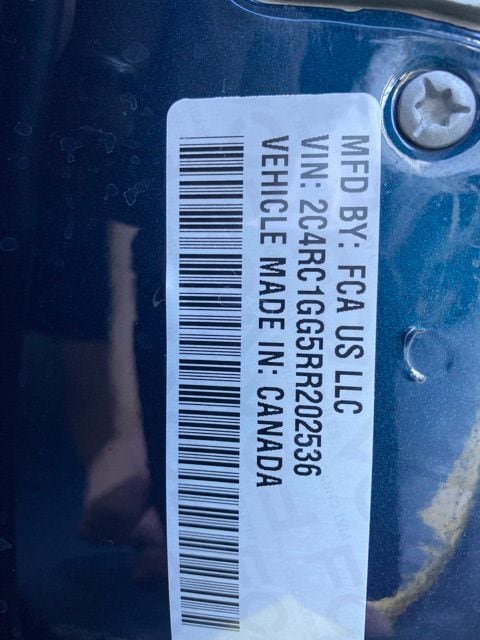 MFD BY: FCA US LLC
VIN: 2C4RC1GG5RR202536
VEHICLE MADE IN: CANADA